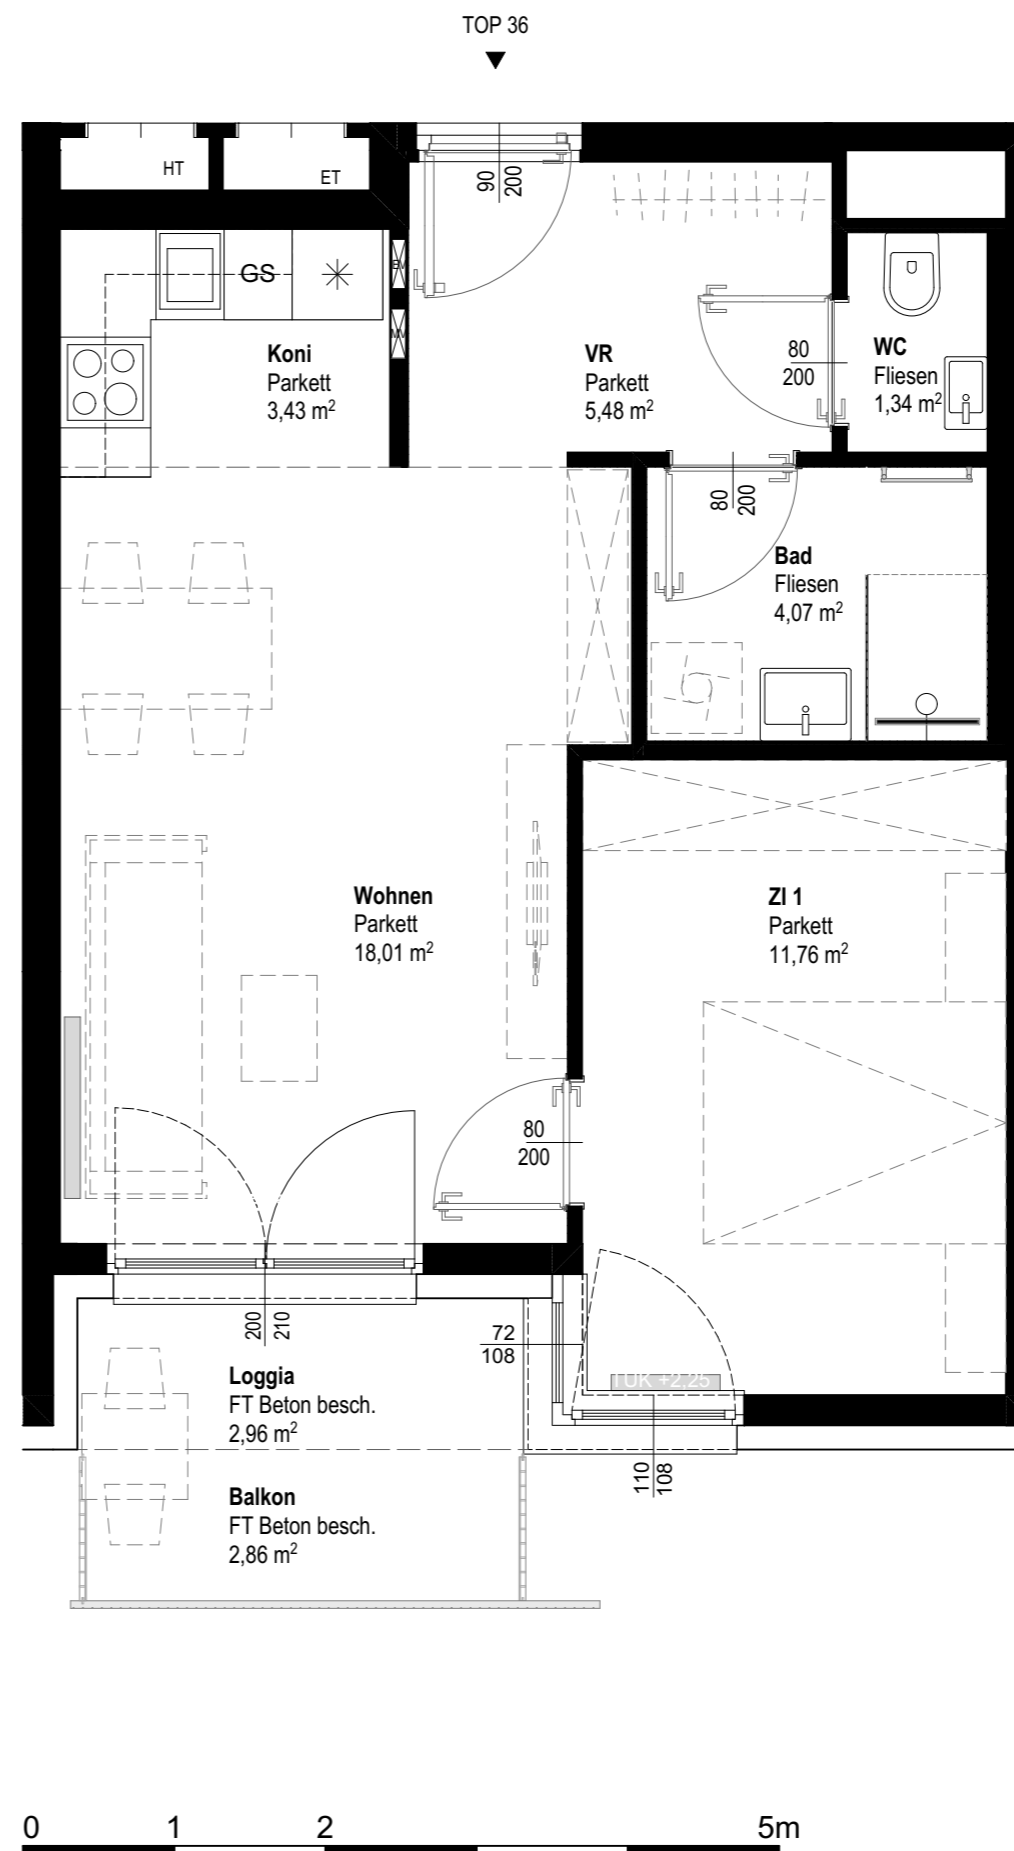 TOP 36
HT
ET
90
200
GS
Koni
Parkett
3,43 m²
VR
Parkett
5,48 m²
80
200
WC
Fliesen
1,34 m²
80
200
Bad
Fliesen
4,07 m²
Wohnen
Parkett
18,01 m²
ZI 1
Parkett
11,76 m²
80
200
200
210
72
108
Loggia
FT Beton besch.
2,96 m²
UK +2,25
110
108
Balkon
FT Beton besch.
2,86 m²
0 1 2 5m